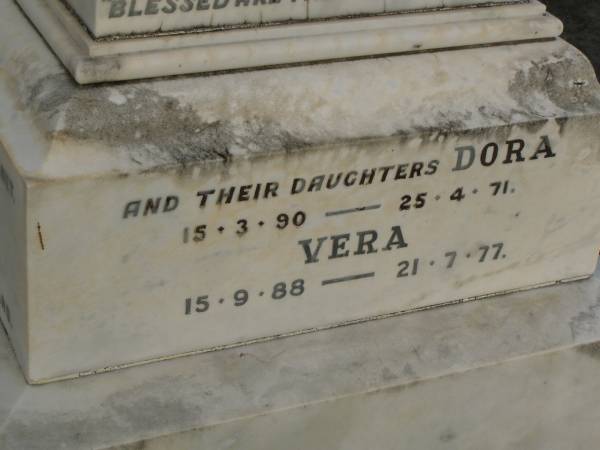 BLESSED ARE
AND THEIR DAUGHTERS DORA
15·3·90 — 25·4·71.
VERA
15·9·88 — 21·7·77.